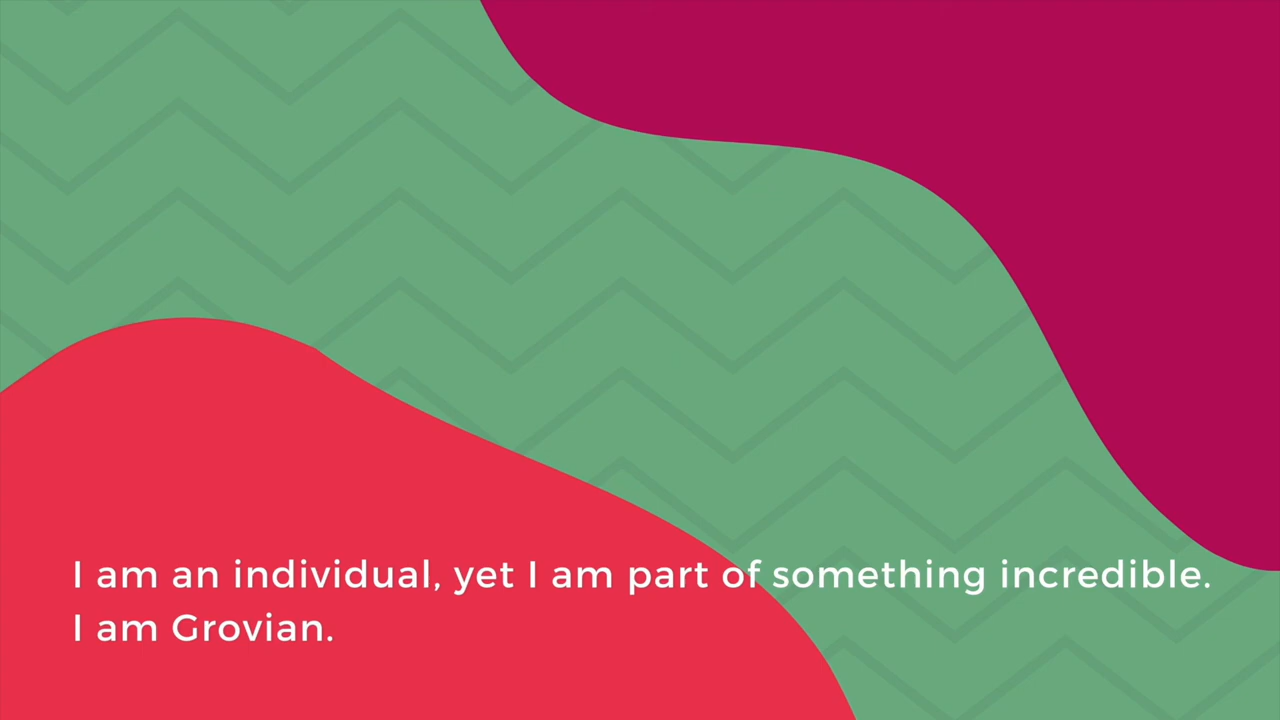 I am an individual, yet I am part of something incredible.
I am Grovian.